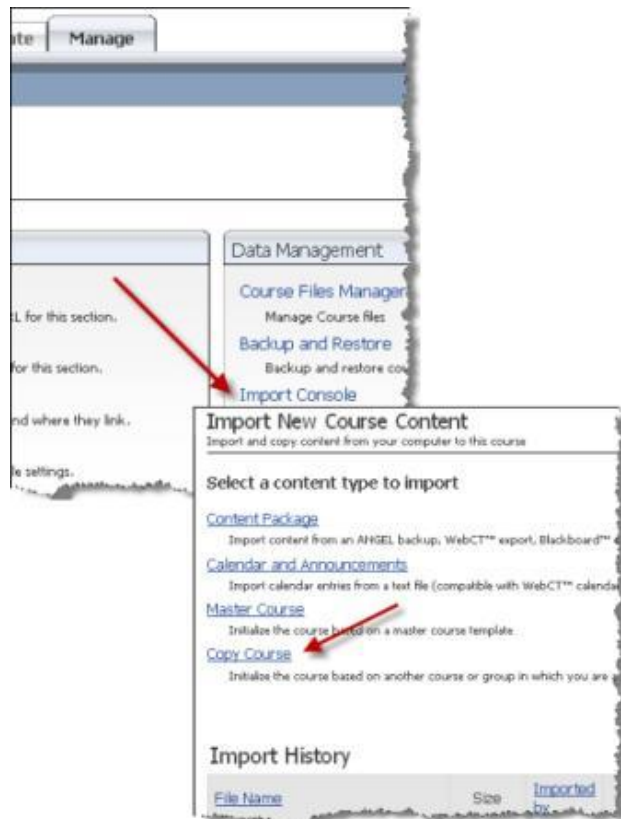 ate Manage
Data Management
Course Files Manager
L for this section.
Manage Course files
Backup and Restore
for this section.
Backup and restore cou
Import Console
nd where they link.
e settings.
Import New Course Content
Import and copy content from your computer to this course
Select a content type to import
Content Package
Import content from an ANGEL backup, WebCT™ export, Blackboard™
Calendar and Announcements
Import calendar entries from a text file (compatible with WebCT™ calenda
Master Course
Initialize the course based on a master course template
Copy Course
Initialize the course based on another course or group in which you are
Import History
File Name Size Imported
by